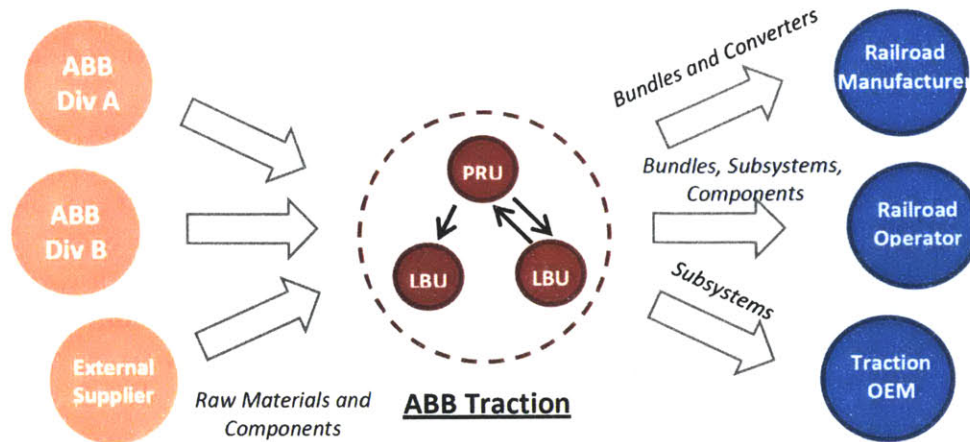 ABB
Div A
ABB
Div B
External
Supplier
Raw Materials and
Components
PRU
LBU
LBU
ABB Traction
Bundles and Converters
Bundles, Subsystems,
Components
Subsystems
Railroad
Manufacturer
Railroad
Operator
Traction
OEM